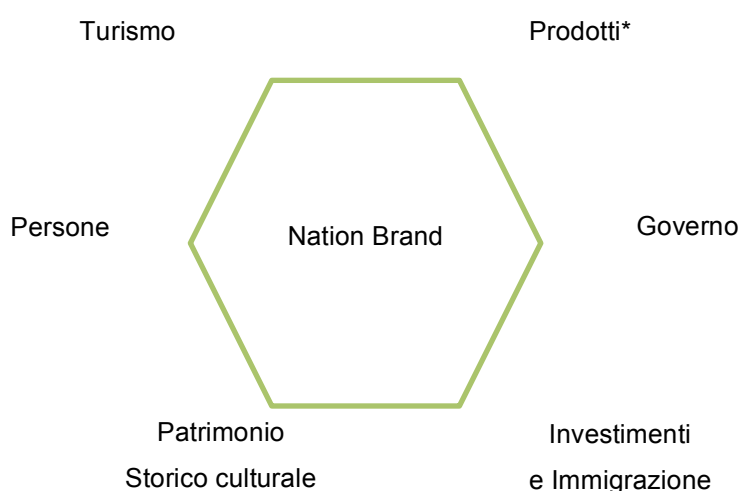 Turismo
Prodotti*
Persone
Nation Brand
Governo
Patrimonio
Storico culturale
Investimenti
e Immigrazione